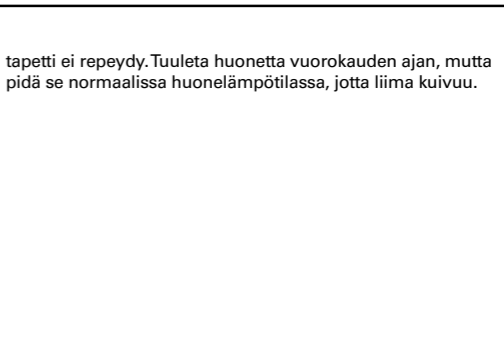 tapetti ei repeydy. Tuuleta huonetta vuorokauden ajan, mutta
pidä se normaalissa huonelämpötilassa, jotta liima kuivuu.